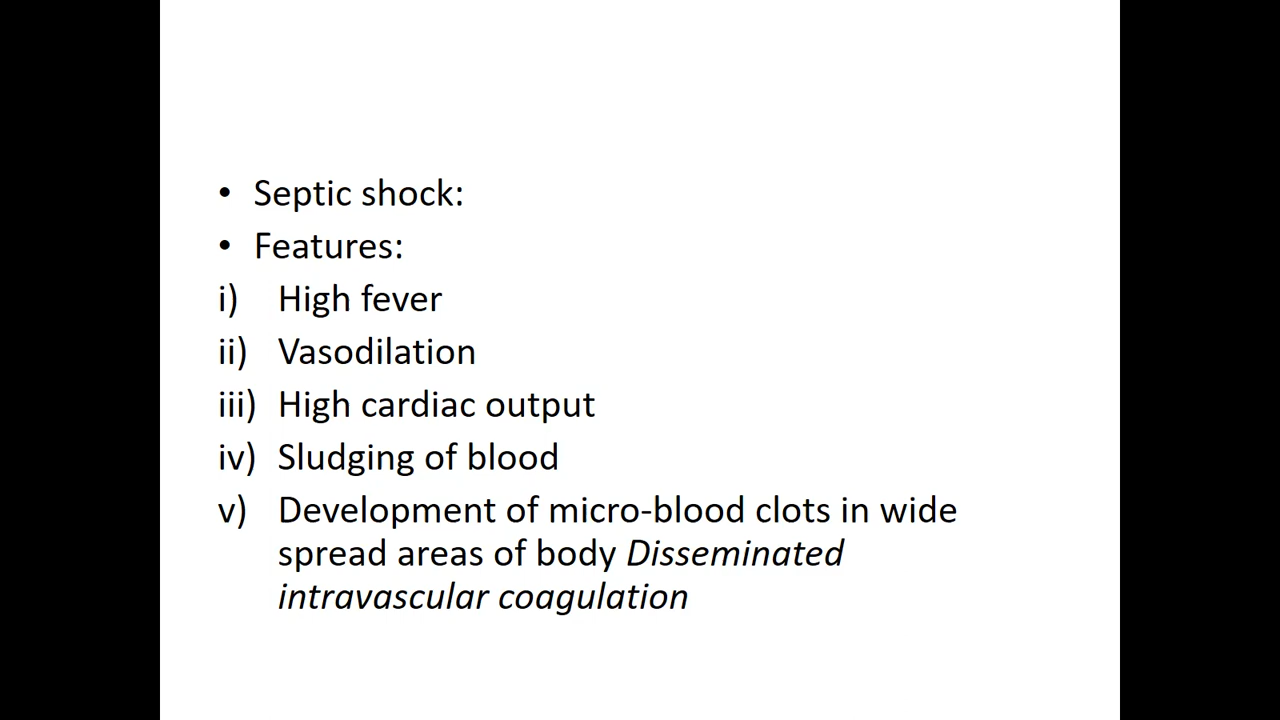 • Septic shock:
• Features:
i) High fever
ii) Vasodilation
iii) High cardiac output
iv) Sludging of blood
v) Development of micro-blood clots in wide
spread areas of body Disseminated
intravascular coagulation